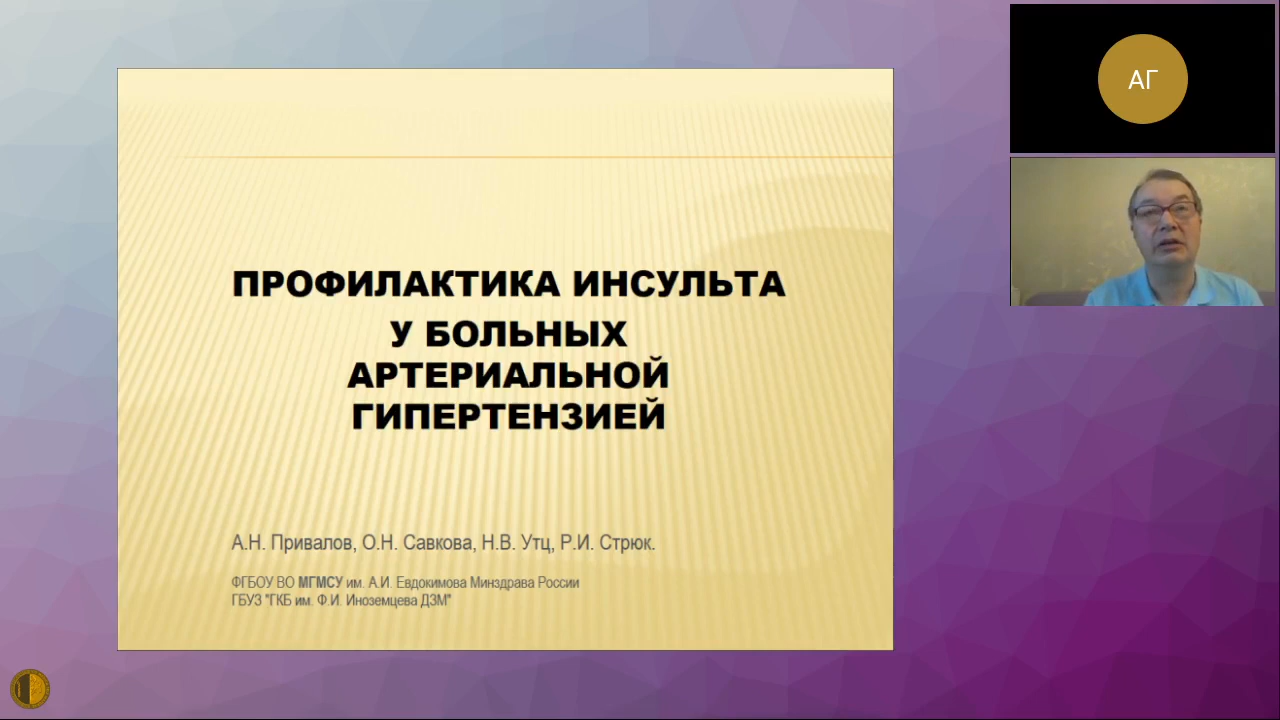 АГ
ПРОФИЛАКТИКА ИНСУЛЬТА
У БОЛЬНЫХ
АРТЕРИАЛЬНОЙ
ГИПЕРТЕНЗИЕЙ
А.Н. Привалов, О.Н. Савкова, Н.В. Утц, Р.И. Стрюк.
ФГБОУ ВО МГМСУ им. А.И. Евдокимова Минздрава России
ГБУЗ "ГКБ им. Ф.И. Иноземцева ДЗМ"